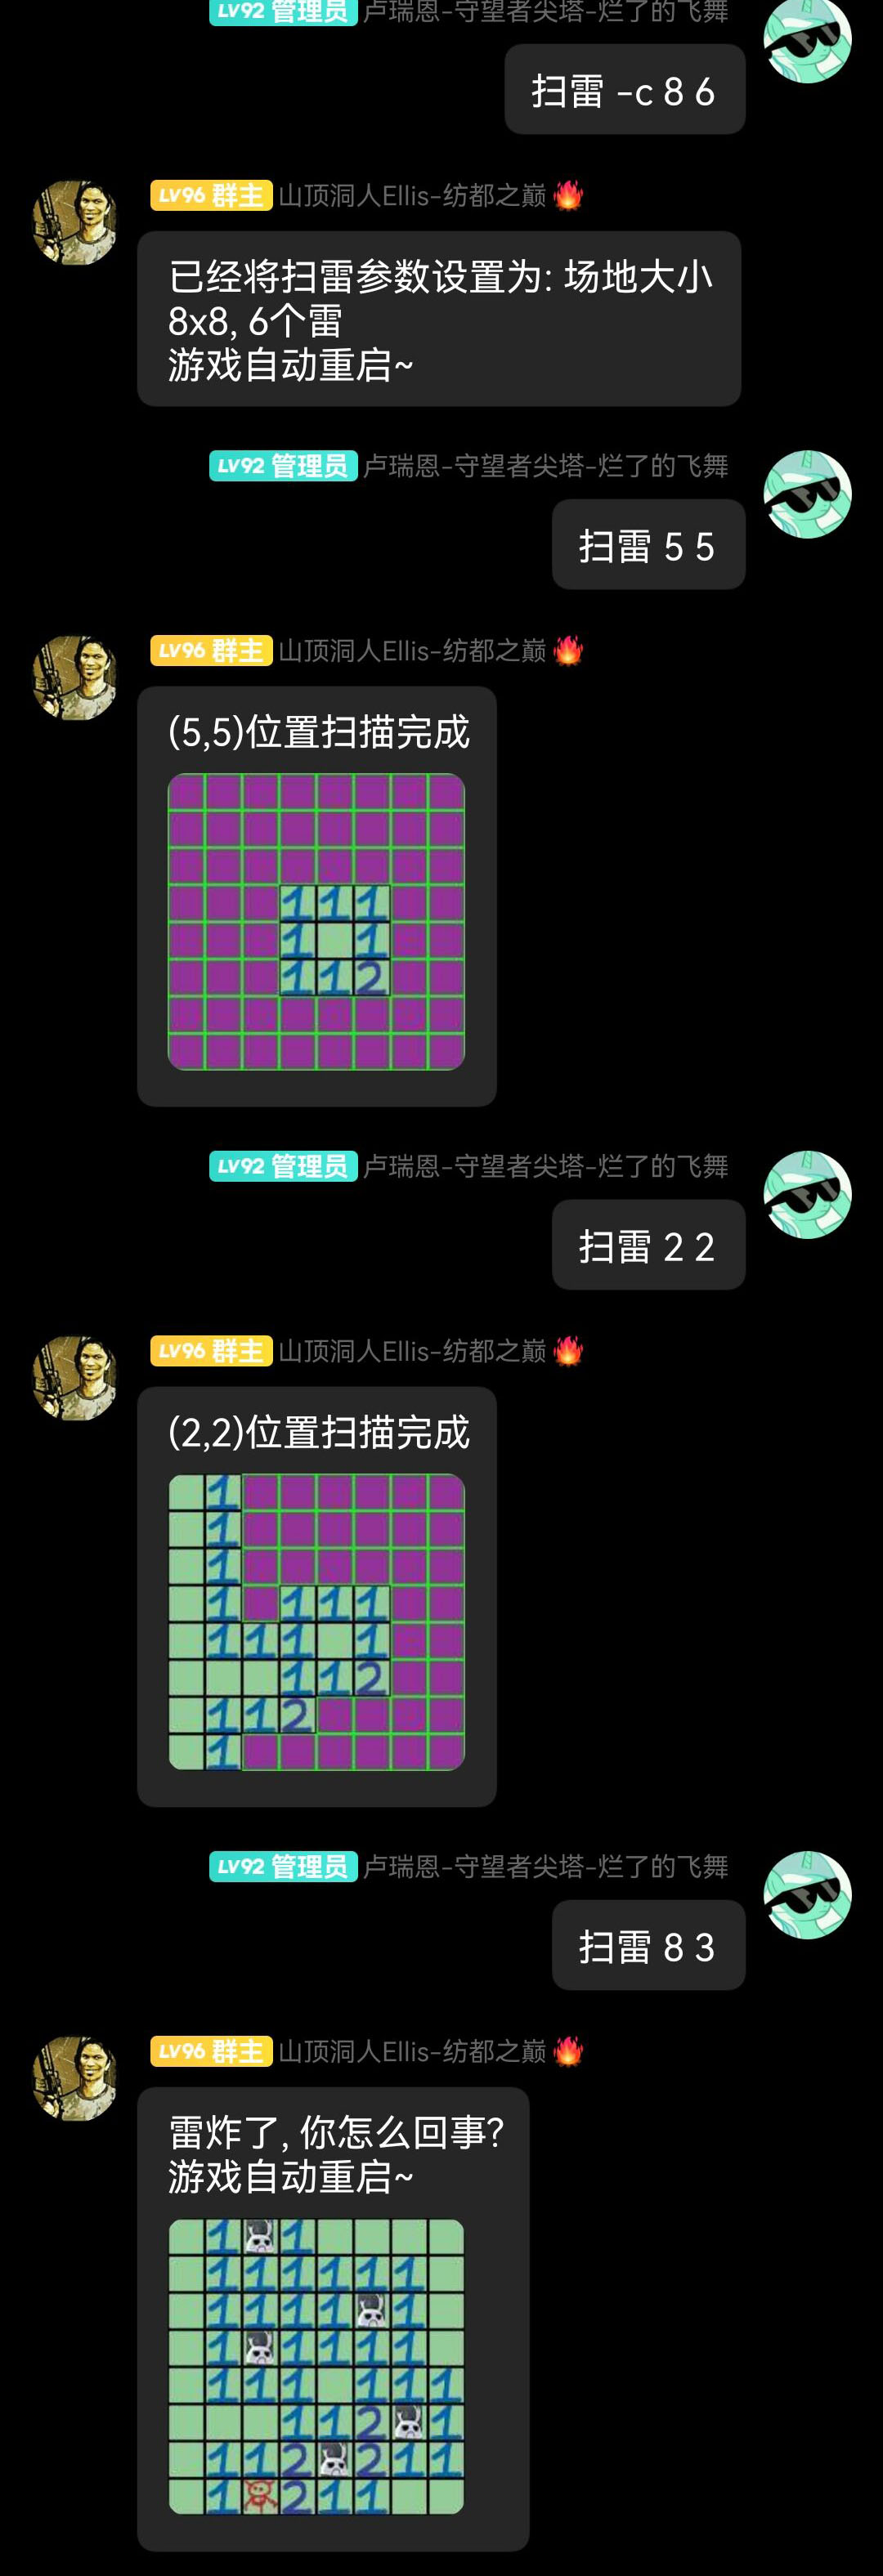 LV92 管理员 卢瑞恩-守望者尖塔-烂了的飞舞
扫雷 -c 8 6
LV96 群主 山顶洞人Ellis-纺都之巅🔥
已经将扫雷参数设置为: 场地大小
8x8, 6个雷
游戏自动重启~
LV92 管理员 卢瑞恩-守望者尖塔-烂了的飞舞
扫雷 5 5
LV96 群主 山顶洞人Ellis-纺都之巅🔥
(5,5)位置扫描完成
1 1 1
1 1
1 1 2
LV92 管理员 卢瑞恩-守望者尖塔-烂了的飞舞
扫雷 2 2
LV96 群主 山顶洞人Ellis-纺都之巅🔥
(2,2)位置扫描完成
1
1
1
1 1 1 1
1 1 1 1
1 1 2
1 1 2
1
LV92 管理员 卢瑞恩-守望者尖塔-烂了的飞舞
扫雷 8 3
LV96 群主 山顶洞人Ellis-纺都之巅🔥
雷炸了, 你怎么回事?
游戏自动重启~
1 1
1 1 1 1 1 1
1 1 1 1 1
1 1 1 1 1
1 1 1 1 1 1
1 1 2 1
1 1 2 2 1 1
1 2 1 1